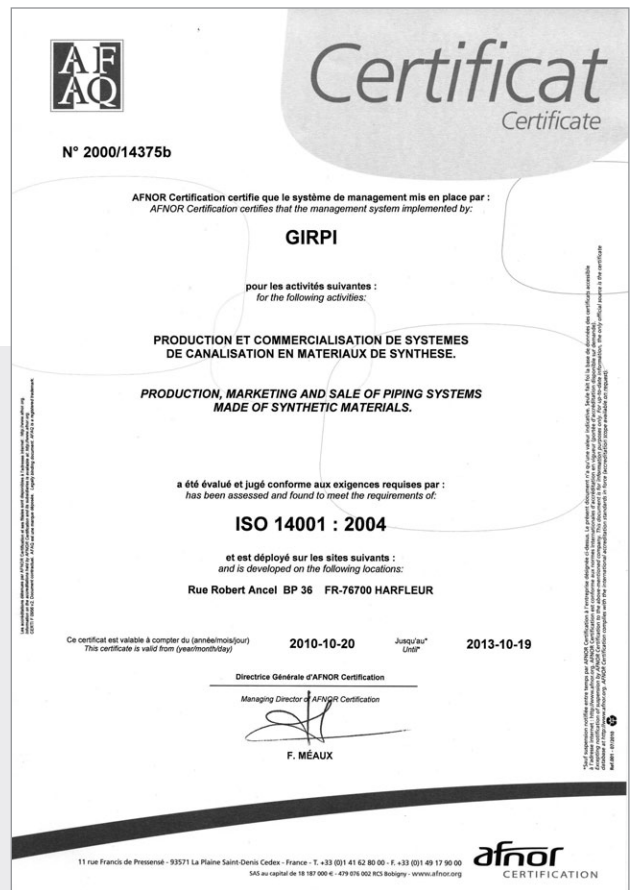 AF
AQ
Certificat
Certificate
N° 2000/14375b
AFNOR Certification certifie que le système de management mis en place par :
AFNOR Certification certifies that the management system implemented by:
GIRPI
pour les activités suivantes :
for the following activities:
PRODUCTION ET COMMERCIALISATION DE SYSTEMES
DE CANALISATION EN MATERIAUX DE SYNTHESE.
PRODUCTION, MARKETING AND SALE OF PIPING SYSTEMS
MADE OF SYNTHETIC MATERIALS.
a été évalué et jugé conforme aux exigences requises par :
has been assessed and found to meet the requirements of:
ISO 14001 : 2004
et est déployé sur les sites suivants :
and is developed on the following locations:
Rue Robert Ancel BP 36 FR-76700 HARFLEUR
Ce certificat est valable à compter du (année/mois/jour)
This certificate is valid from (year/month/day)
2010-10-20
Jusqu'au*
Until*
2013-10-19
Directrice Générale d'AFNOR Certification
Managing Director of AFNOR Certification
F. MÉAUX
11 rue Francis de Pressensé - 93571 La Plaine Saint-Denis Cedex - France - T. +33 (0)1 41 62 80 00 - F. +33 (0)1 49 17 90 00
SAS au capital de 18 187 000 € - 479 076 002 RCS Bobigny - www.afnor.org
afnor
CERTIFICATION